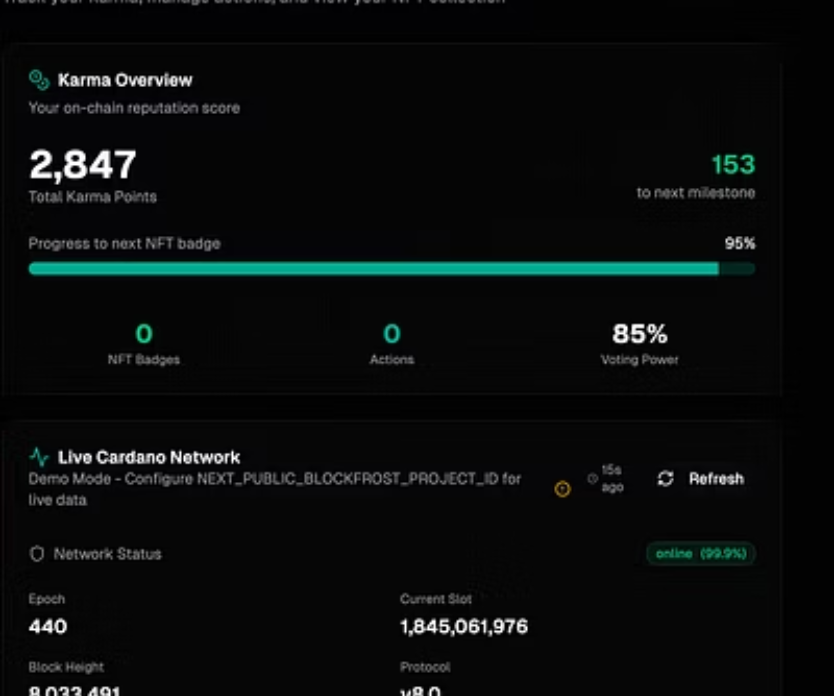 Track your Karma, manage actions, and view your NFT collection
Karma Overview
Your on-chain reputation score
2,847
153
Total Karma Points
to next milestone
Progress to next NFT badge
95%
0
0
85%
NFT Badges
Actions
Voting Power
Live Cardano Network
Demo Mode - Configure NEXT_PUBLIC_BLOCKFROST_PROJECT_ID for
live data
15s
ago
Refresh
Network Status
online (99.9%)
Epoch
Current Slot
440
1,845,061,976
Block Height
Protocol
8,033,491
v8.0